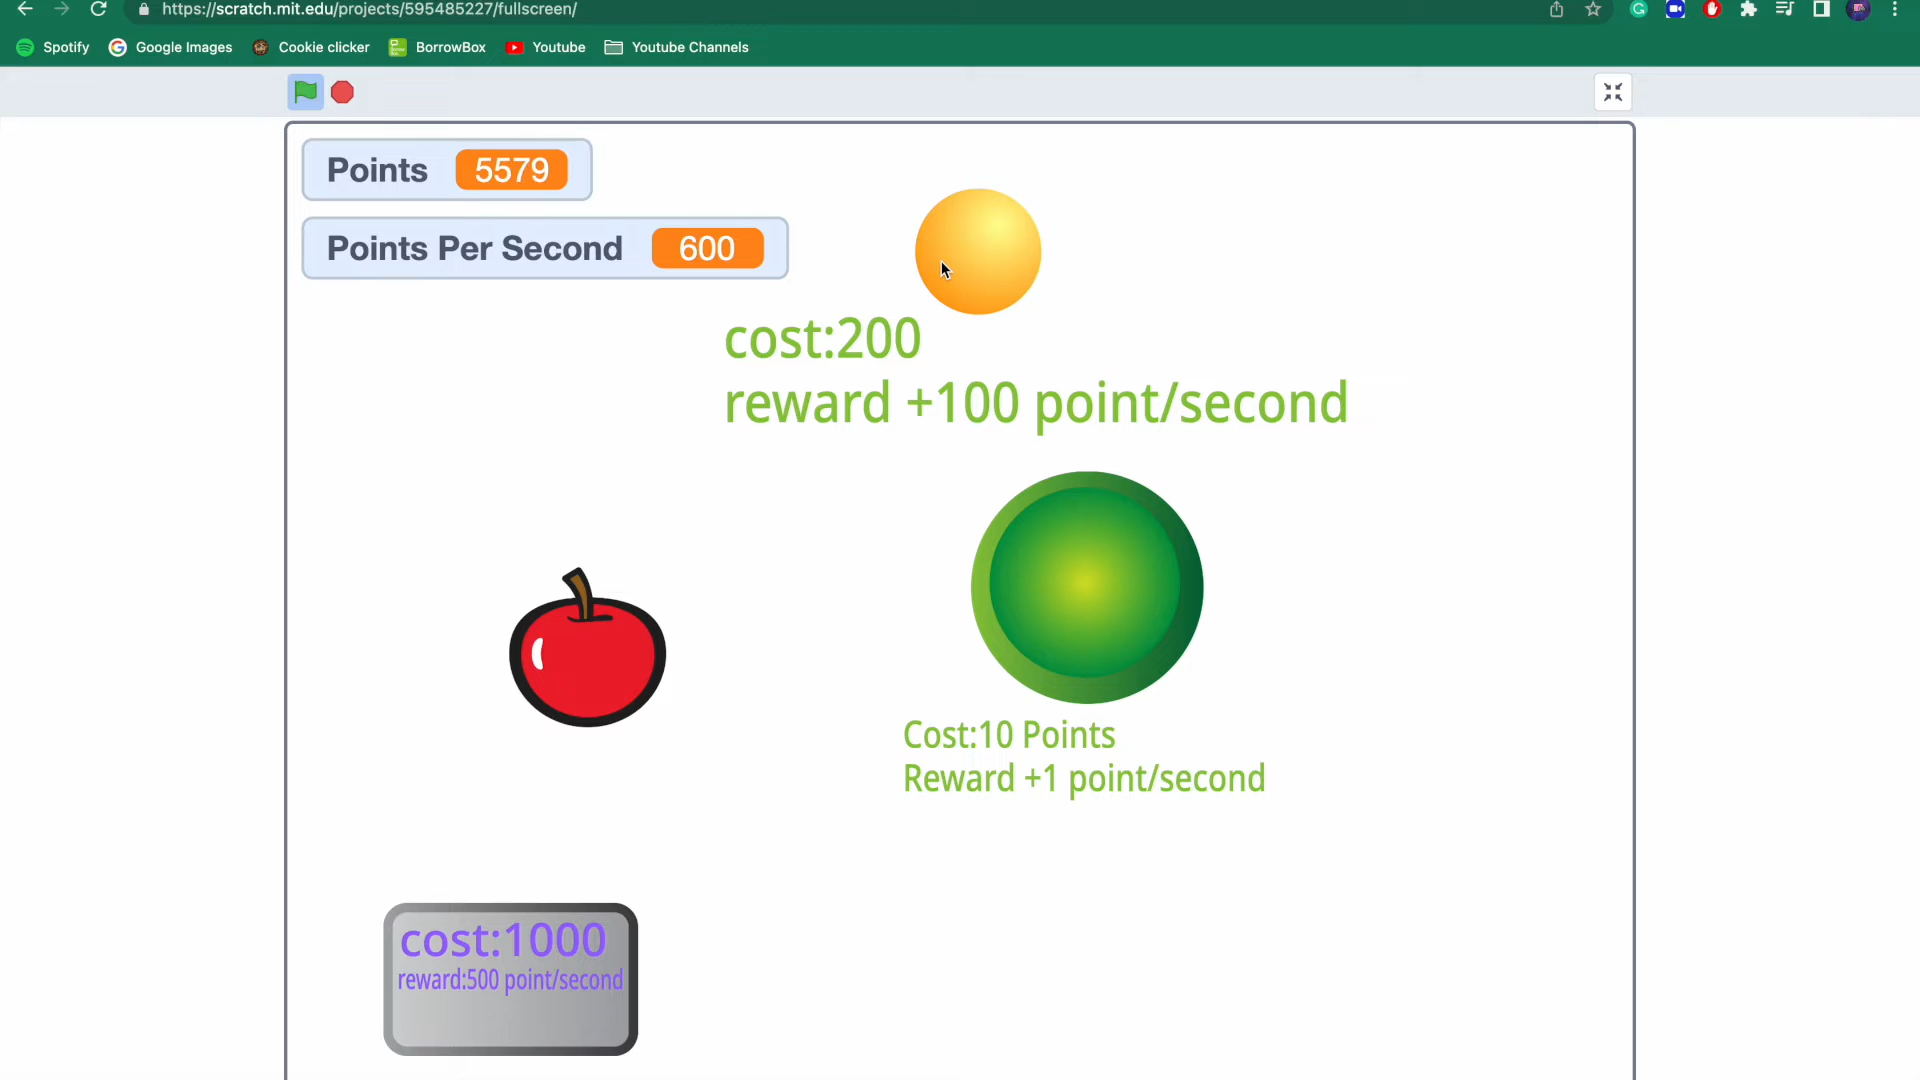 https://scratch.mit.edu/projects/595485227/fullscreen/
Spotify
Google Images
Cookie clicker
BorrowBox
Youtube
Youtube Channels
Points 5579
Points Per Second 600
cost:200
reward +100 point/second
Cost:10 Points
Reward +1 point/second
cost:1000
reward:500 point/second